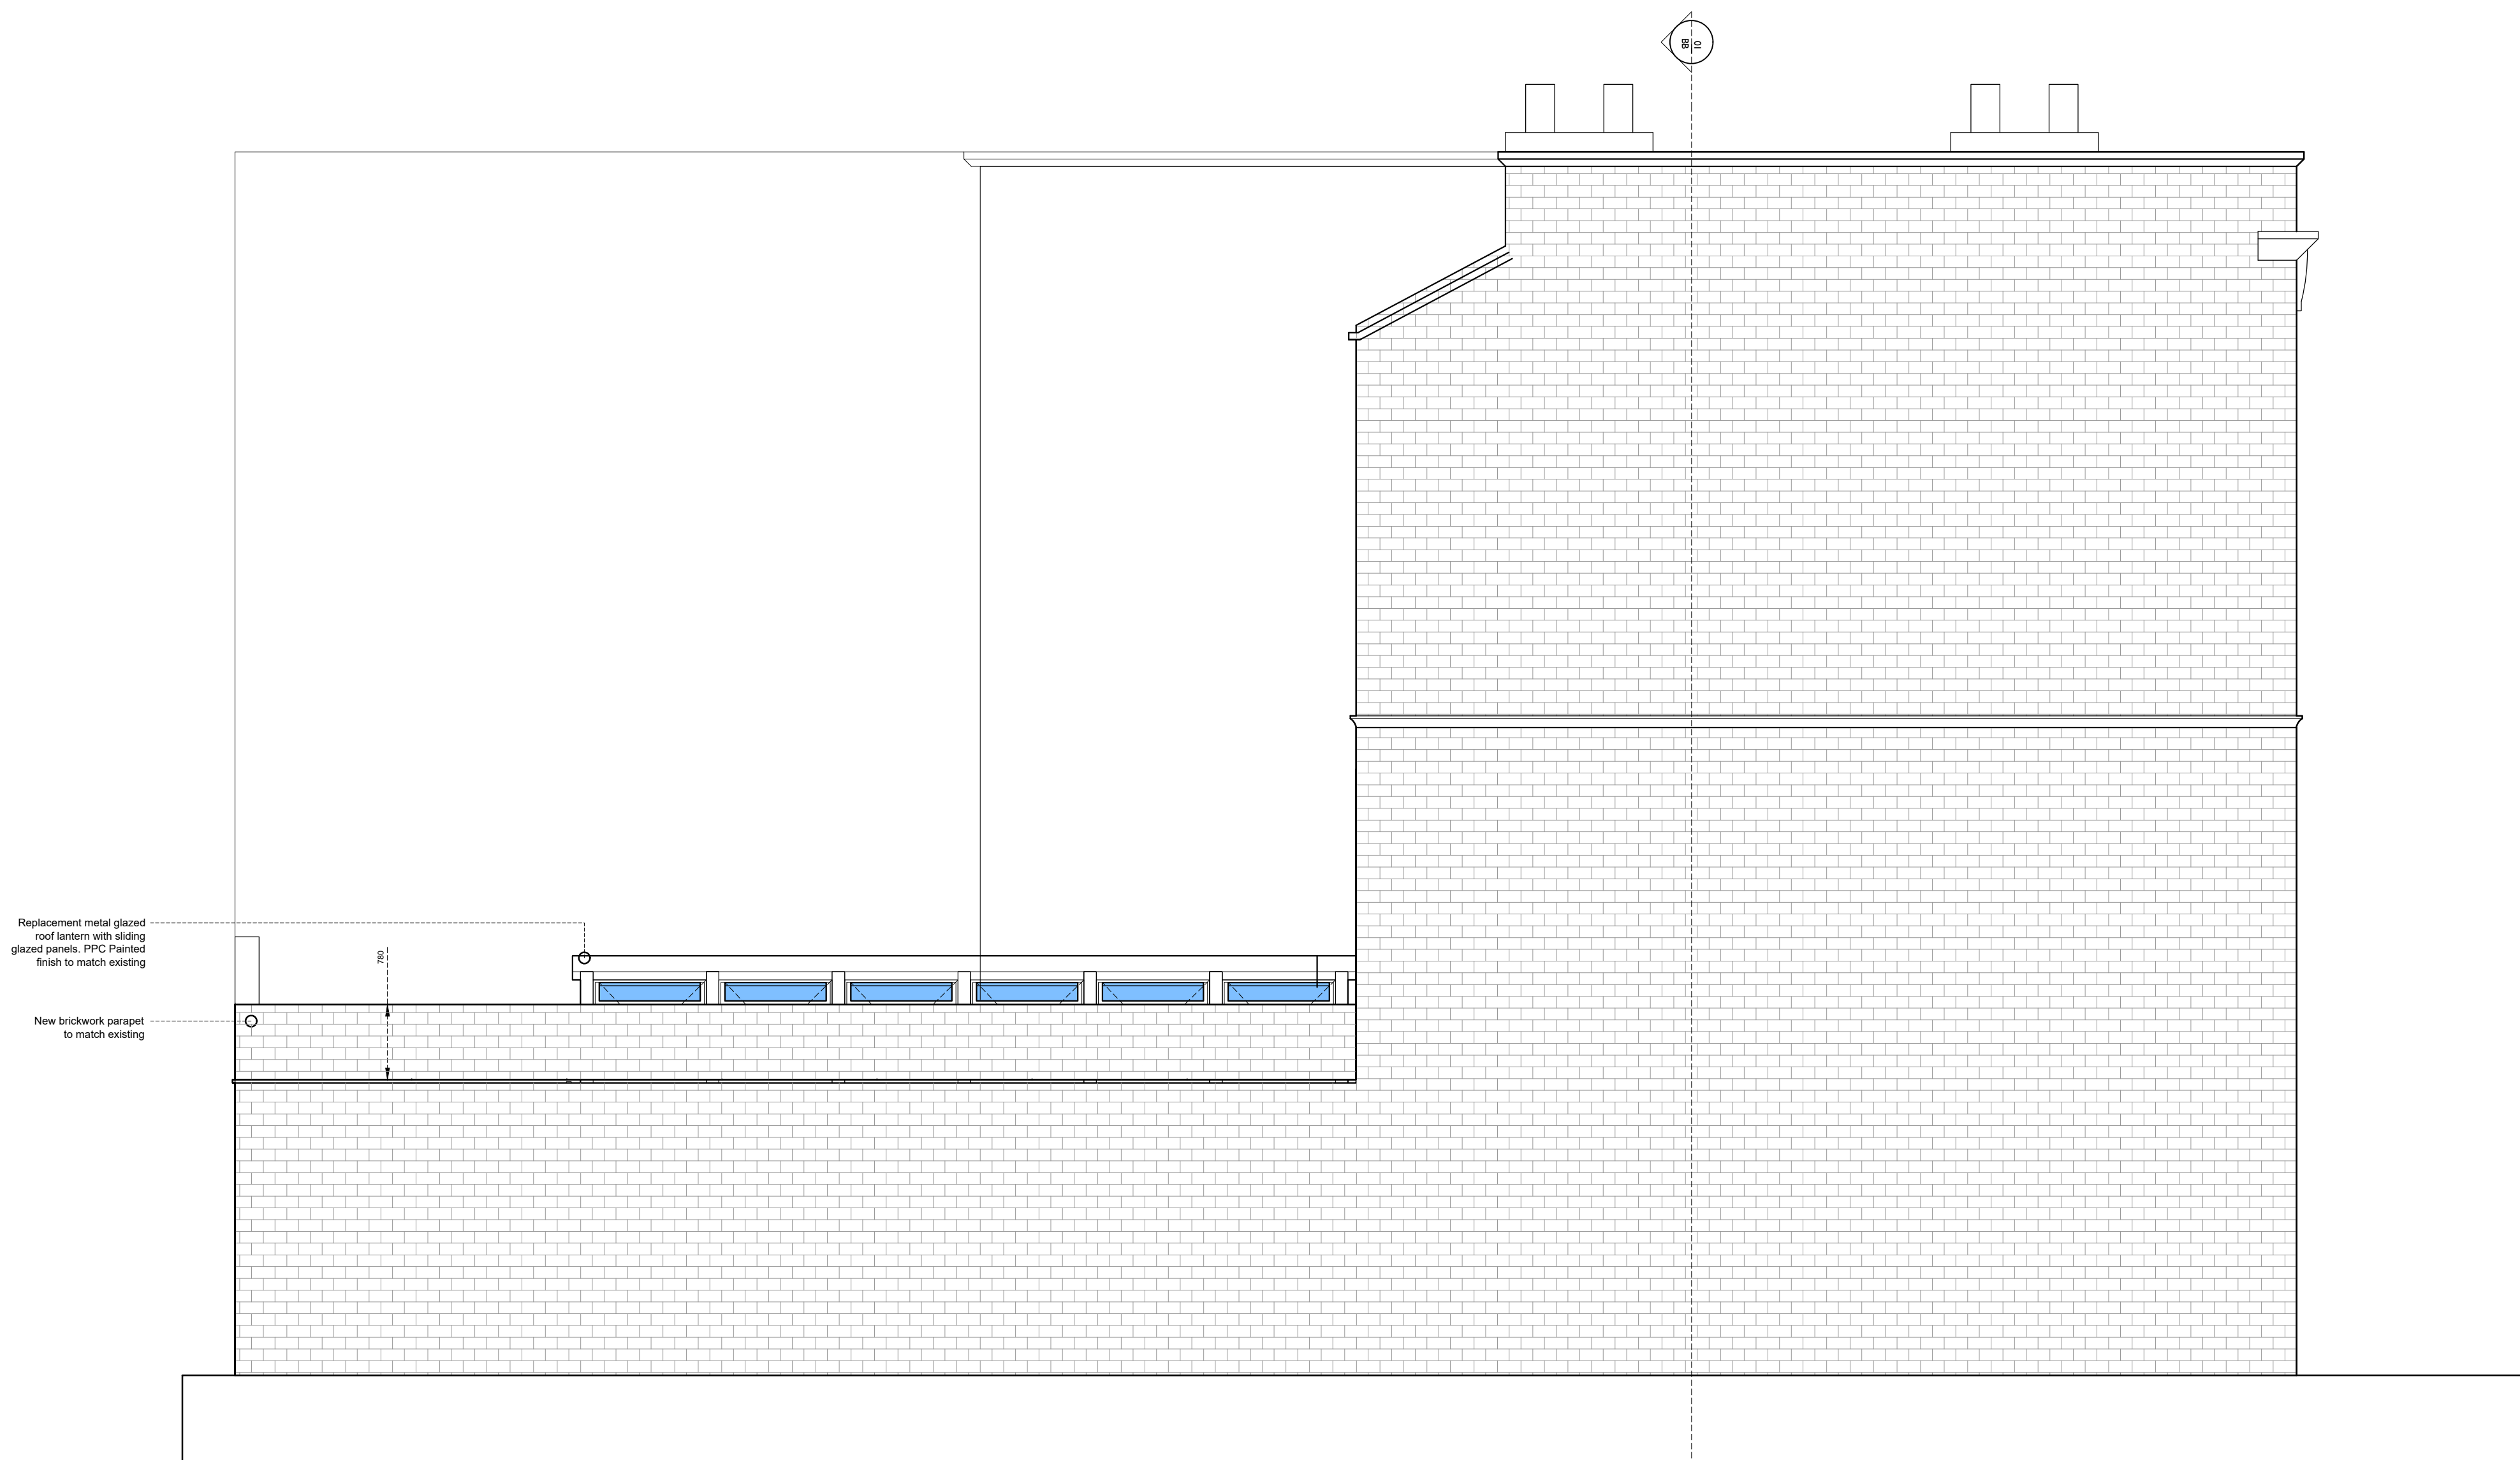 01
BB
Replacement metal glazed
roof lantern with sliding
glazed panels. PPC Painted
finish to match existing
780
New brickwork parapet
to match existing